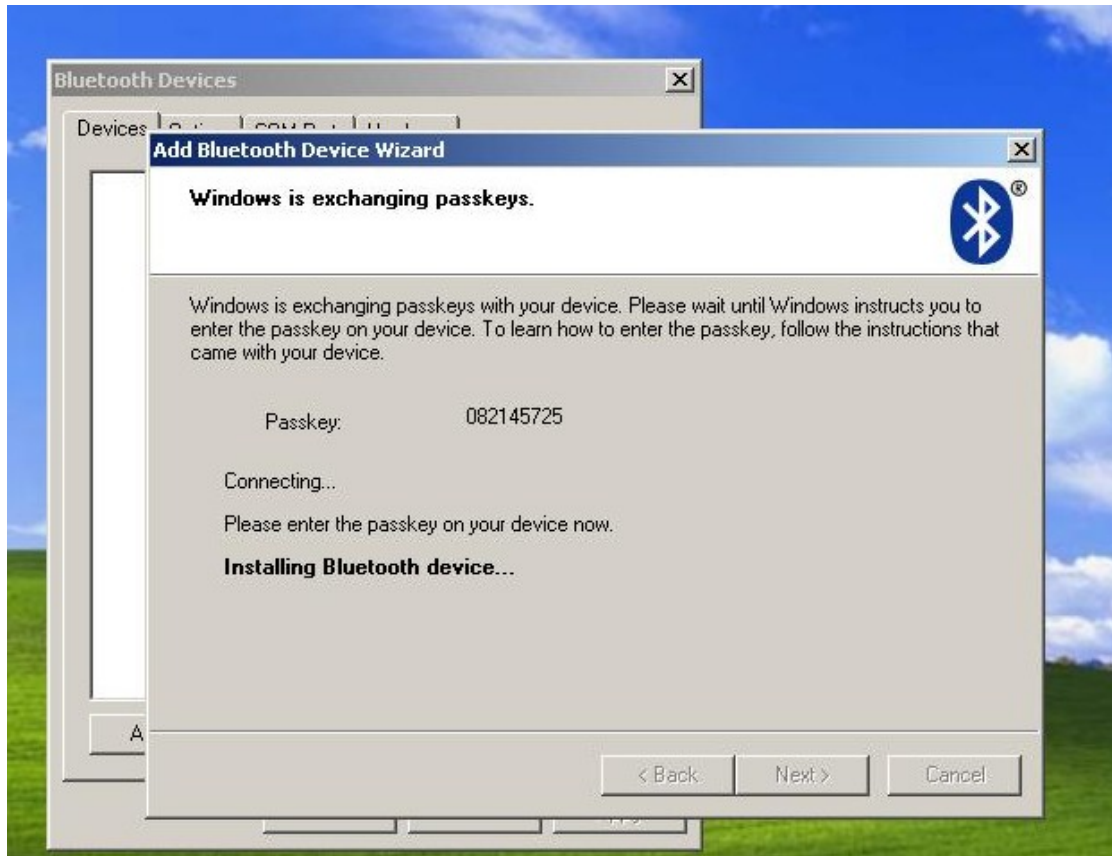 Bluetooth Devices
Devices
Add Bluetooth Device Wizard
Windows is exchanging passkeys.
®
Windows is exchanging passkeys with your device. Please wait until Windows instructs you to
enter the passkey on your device. To learn how to enter the passkey, follow the instructions that
came with your device.
Passkey: 082145725
Connecting...
Please enter the passkey on your device now.
Installing Bluetooth device...
A
< Back Next > Cancel